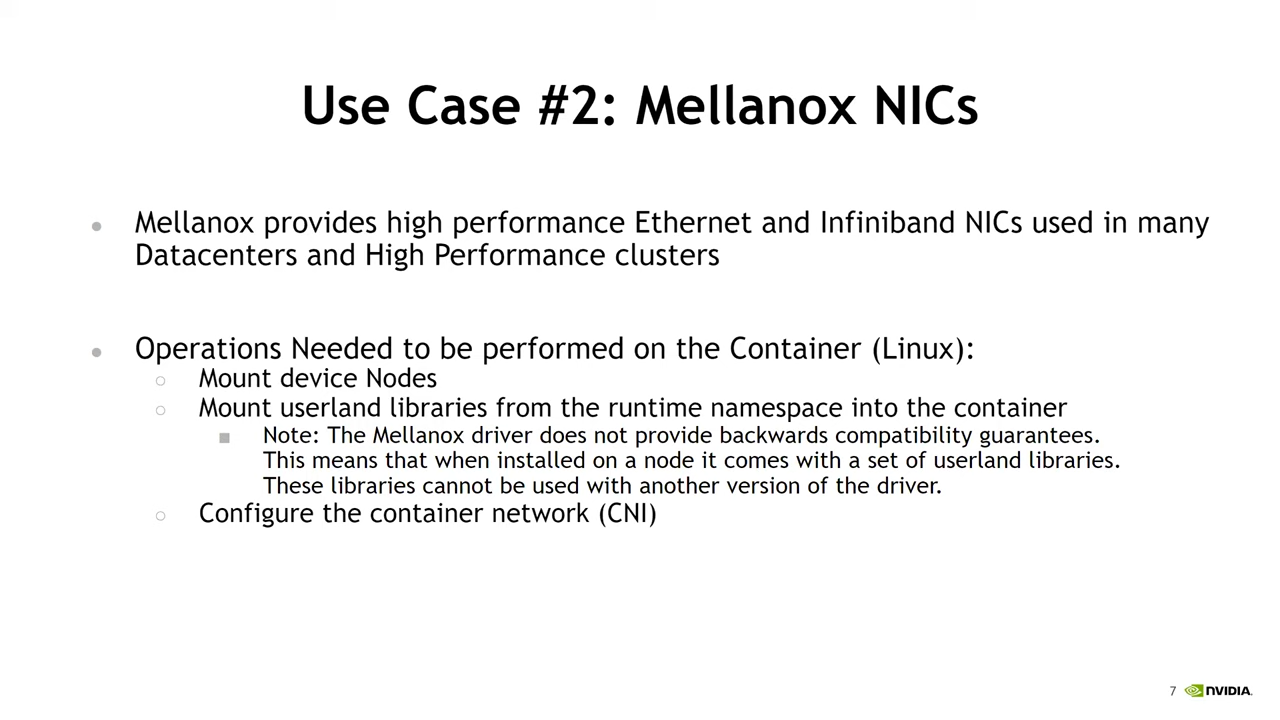 Use Case #2: Mellanox NICs
● Mellanox provides high performance Ethernet and Infiniband NICs used in many
Datacenters and High Performance clusters
● Operations Needed to be performed on the Container (Linux):
○ Mount device Nodes
○ Mount userland libraries from the runtime namespace into the container
■ Note: The Mellanox driver does not provide backwards compatibility guarantees.
This means that when installed on a node it comes with a set of userland libraries.
These libraries cannot be used with another version of the driver.
○ Configure the container network (CNI)
7 NVIDIA.